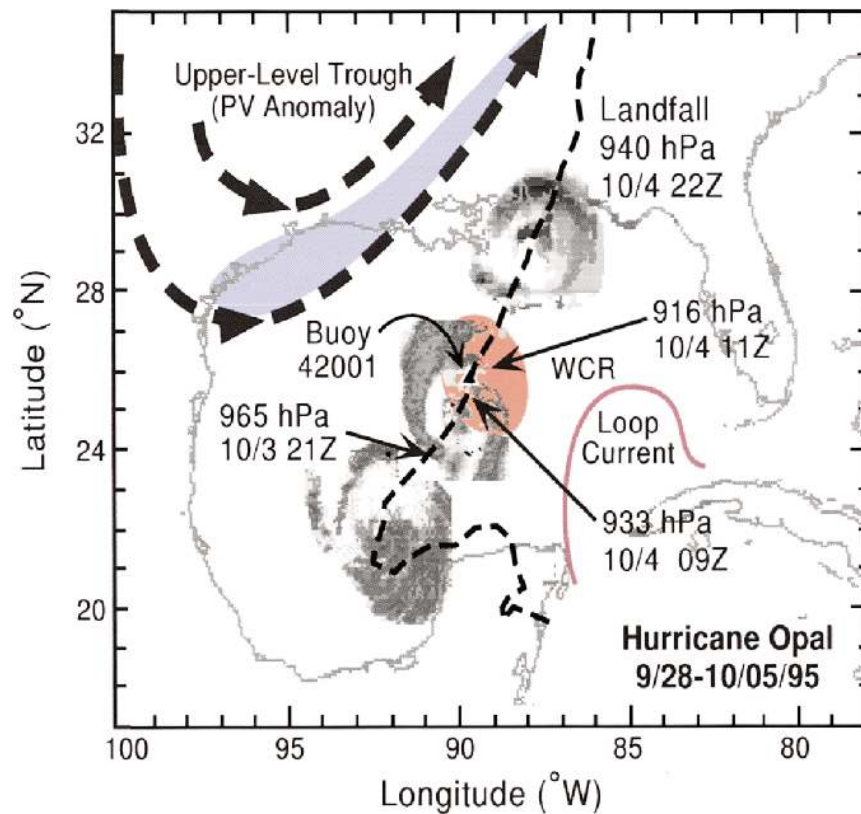 Upper-Level Trough
(PV Anomaly)
Landfall
940 hPa
10/4 22Z
Buoy
42001
916 hPa
10/4 11Z
WCR
965 hPa
10/3 21Z
Loop
Current
933 hPa
10/4 09Z
Hurricane Opal
9/28-10/05/95
Latitude (°N)
32
28
24
20
100
95
90
85
80
Longitude (°W)